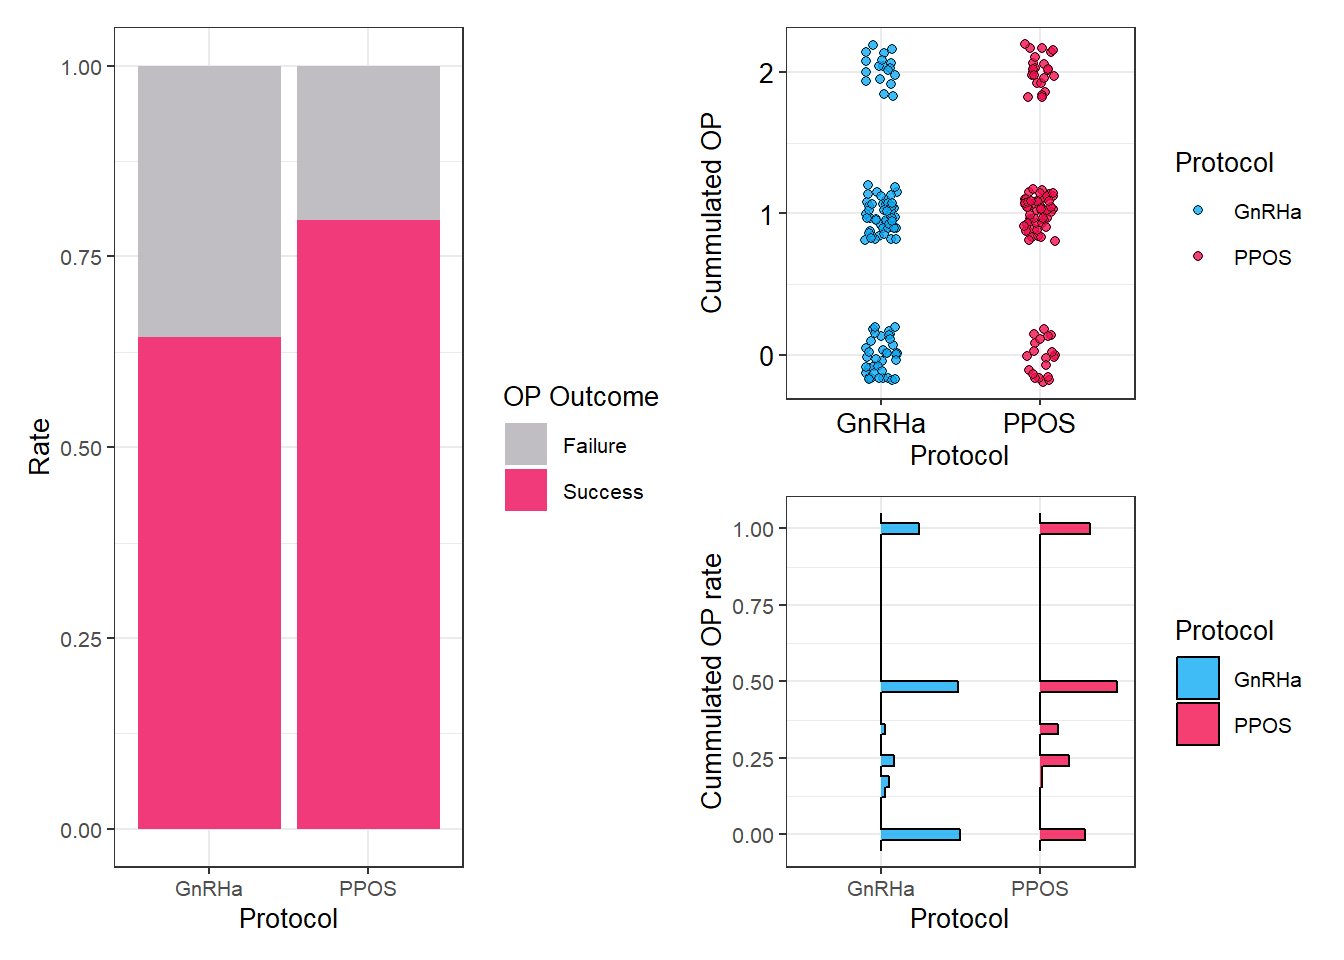 Rate
1.00
0.75
0.50
0.25
0.00
GnRHa
PPOS
Protocol
OP Outcome
Failure
Success
Cummulated OP
2
1
0
GnRHa
PPOS
Protocol
Protocol
GnRHa
PPOS
Cummulated OP rate
1.00
0.75
0.50
0.25
0.00
GnRHa
PPOS
Protocol
Protocol
GnRHa
PPOS